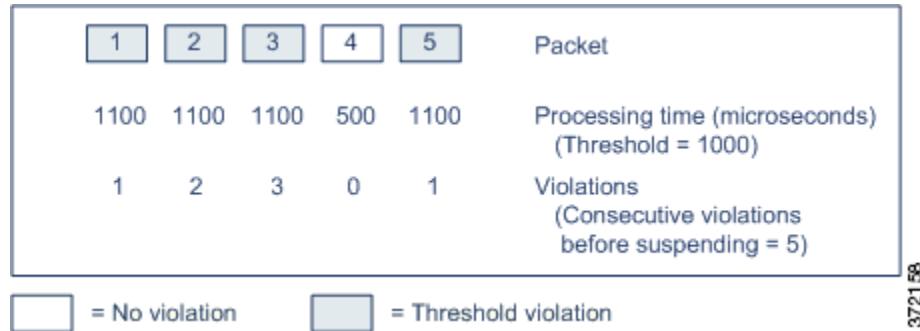 1 2 3 4 5 Packet
1100 1100 1100 500 1100 Processing time (microseconds)
(Threshold = 1000)
1 2 3 0 1 Violations
(Consecutive violations
before suspending = 5)
= No violation = Threshold violation
372158